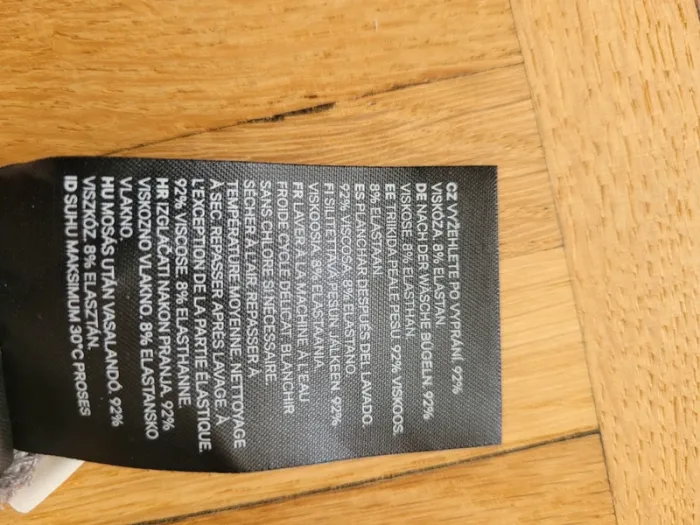 CZ VYŽEHLETE PO VYPRÁNÍ. 92%
VISKÓZA, 8% ELASTAN.
DE NACH DER WÄSCHE BÜGELN. 92%
VISKOSE, 8% ELASTHAN.
EE TRIIKIDA PEALE PESU. 92% VISKOOS,
8% ELASTAAN.
ES PLANCHAR DESPUÉS DEL LAVADO.
92% VISCOSA, 8% ELASTANO.
FI SILITETTÄVÄ PESUN JÄLKEEN. 92%
VISKOOSIA, 8% ELASTAANIA.
FR LAVER À LA MACHINE À L'EAU
FROIDE CYCLE DÉLICAT. BLANCHIR
SANS CHLORE SI NECESSAIRE.
SÉCHER À L'AIR. REPASSER À
TEMPÉRATURE MOYENNE. NETTOYAGE
À SEC. REPASSER APRÈS LAVAGE. À
L'EXCEPTION DE LA PARTIE ÉLASTIQUE.
92% VISCOSE, 8% ELASTHANNE.
HR IZGLAČATI NAKON PRANJA. 92%
VISKOZNO VLAKNO, 8% ELASTANSKO
VLAKNO.
HU MOSÁS UTÁN VASALANDÓ. 92%
VISZKÓZ, 8% ELASZTÁN.
ID SUHU MAKSIMUM 30°C PROSES